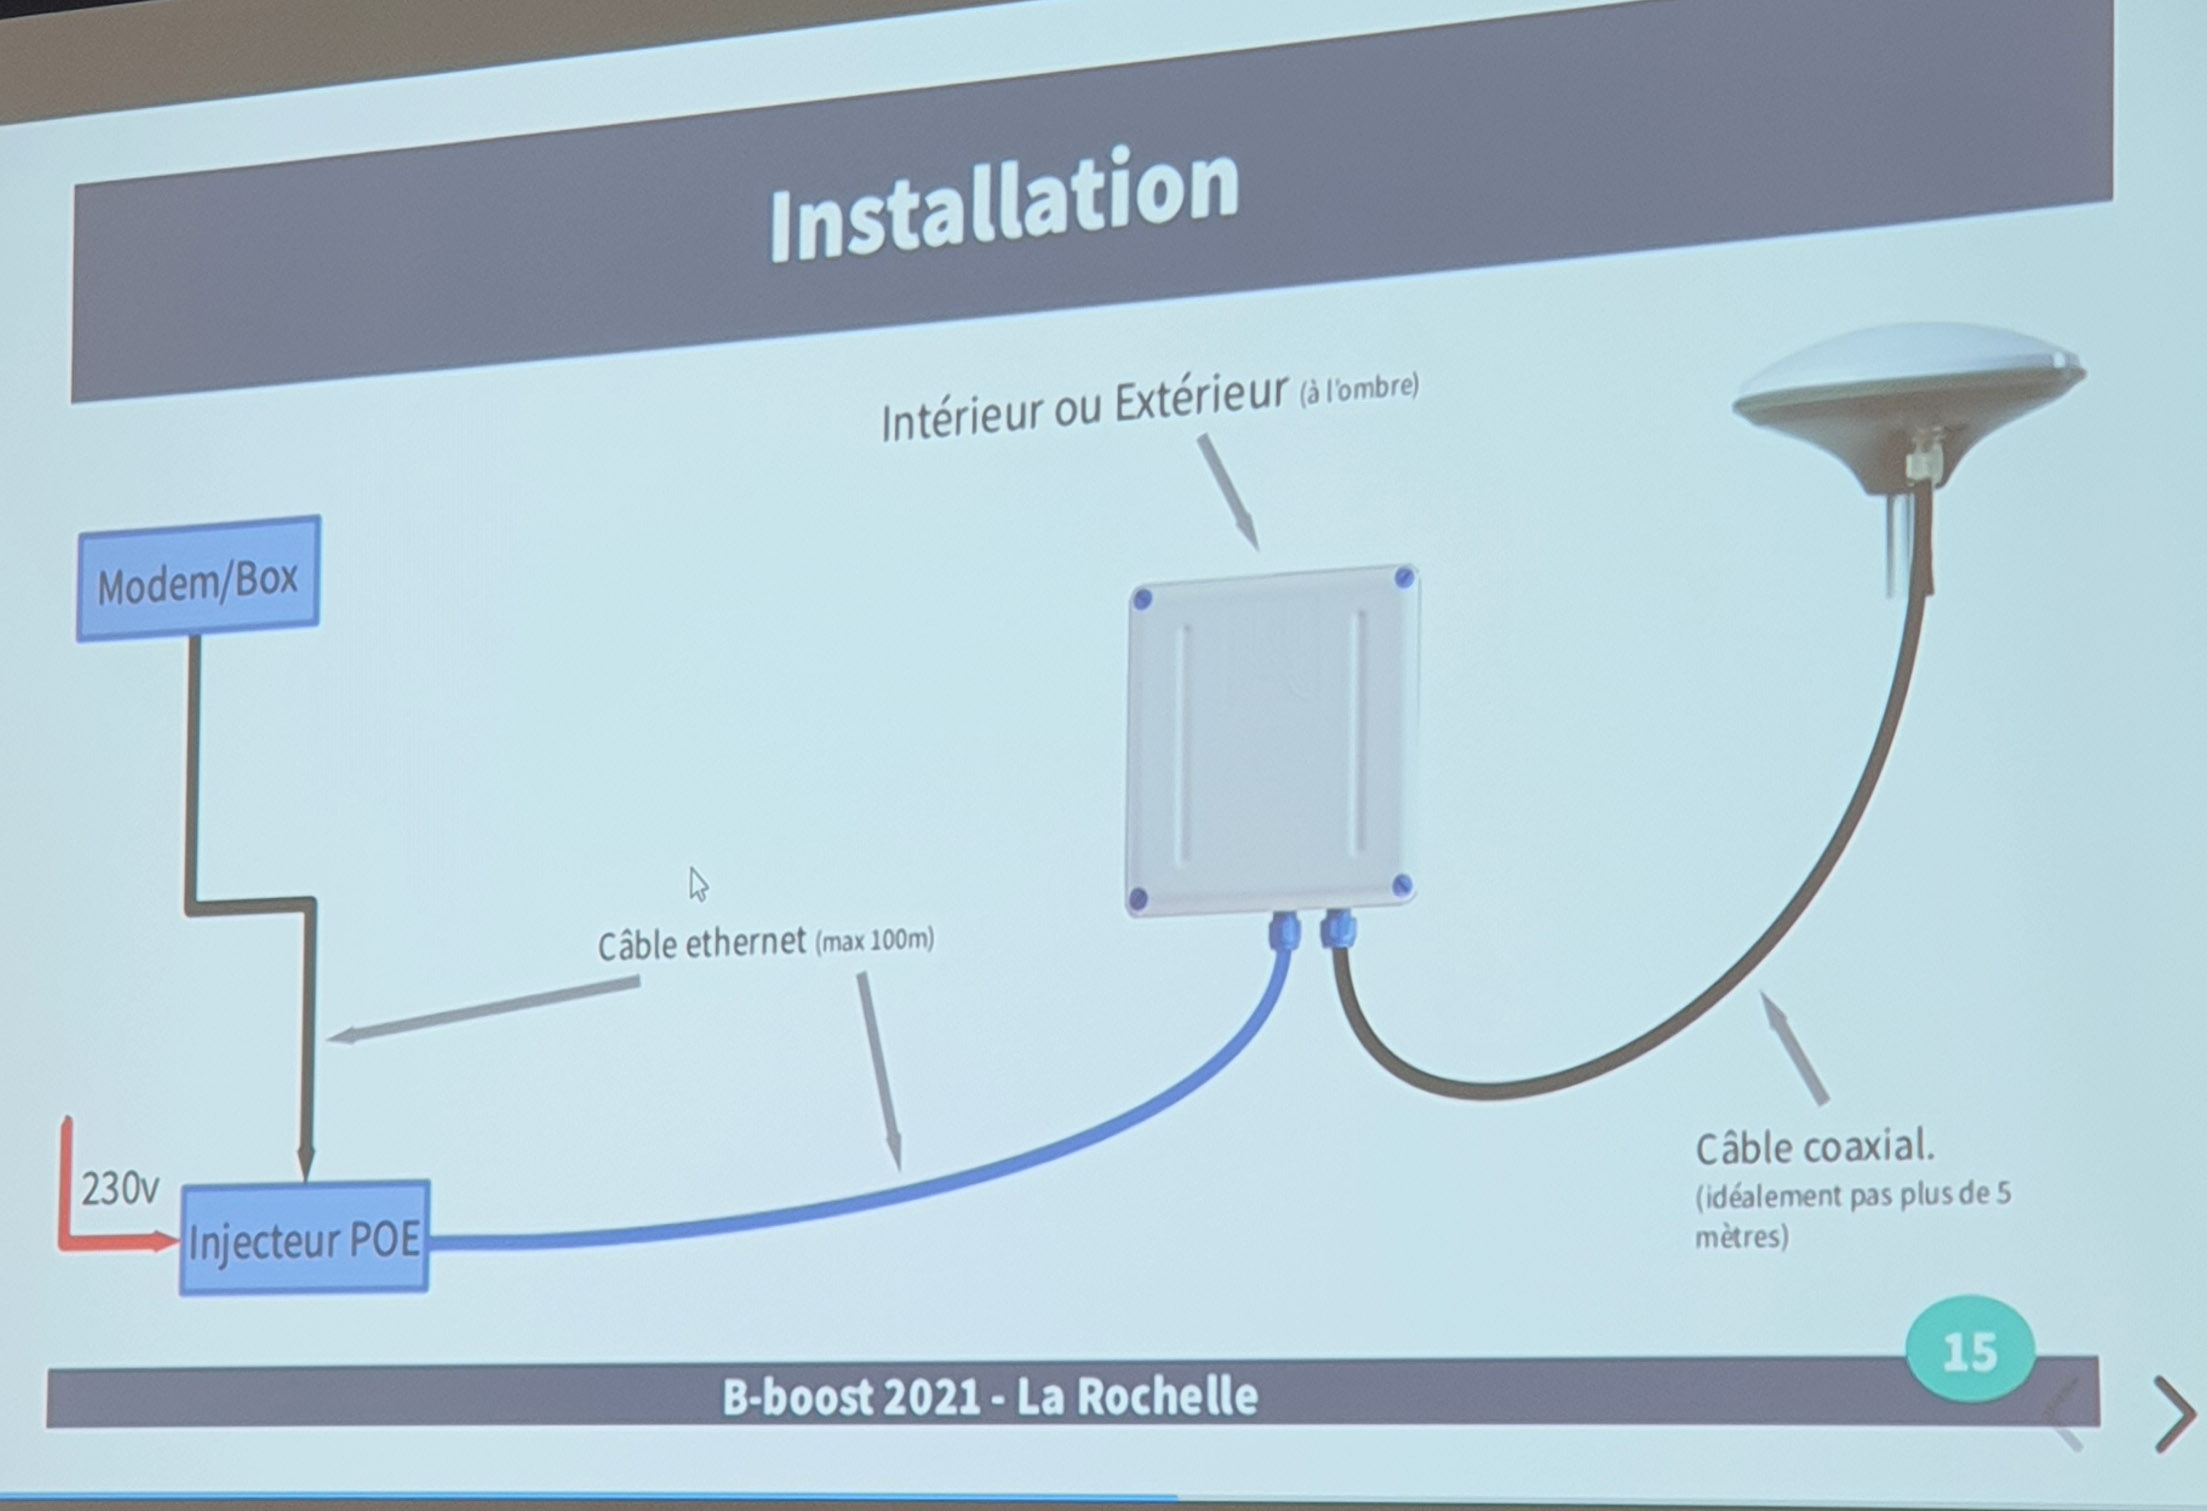 Installation
Intérieur ou Extérieur (à l'ombre)
Modem/Box
Câble ethernet (max 100m)
230v
Injecteur POE
Câble coaxial.
(idéalement pas plus de 5
mètres)
15
B-boost 2021 - La Rochelle